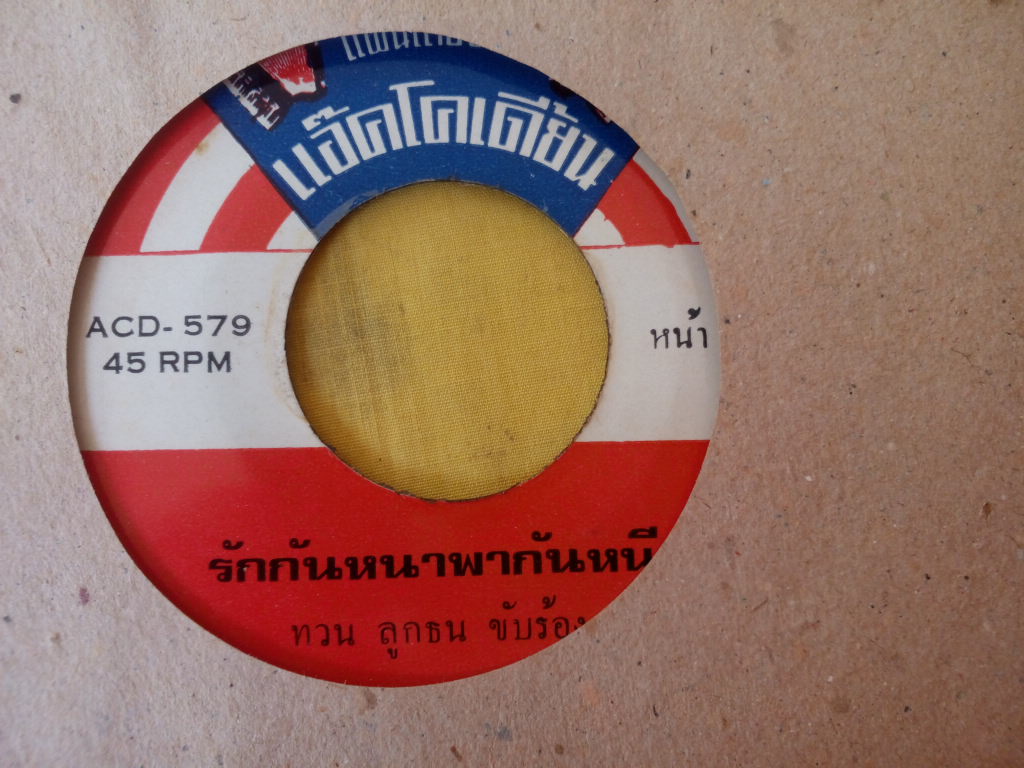 แอ๊คโคเดี้ยน
ACD- 579
45 RPM
หน้า
รักกันหนาพากันหนี
ทวน ลูกธน ขับร้อง